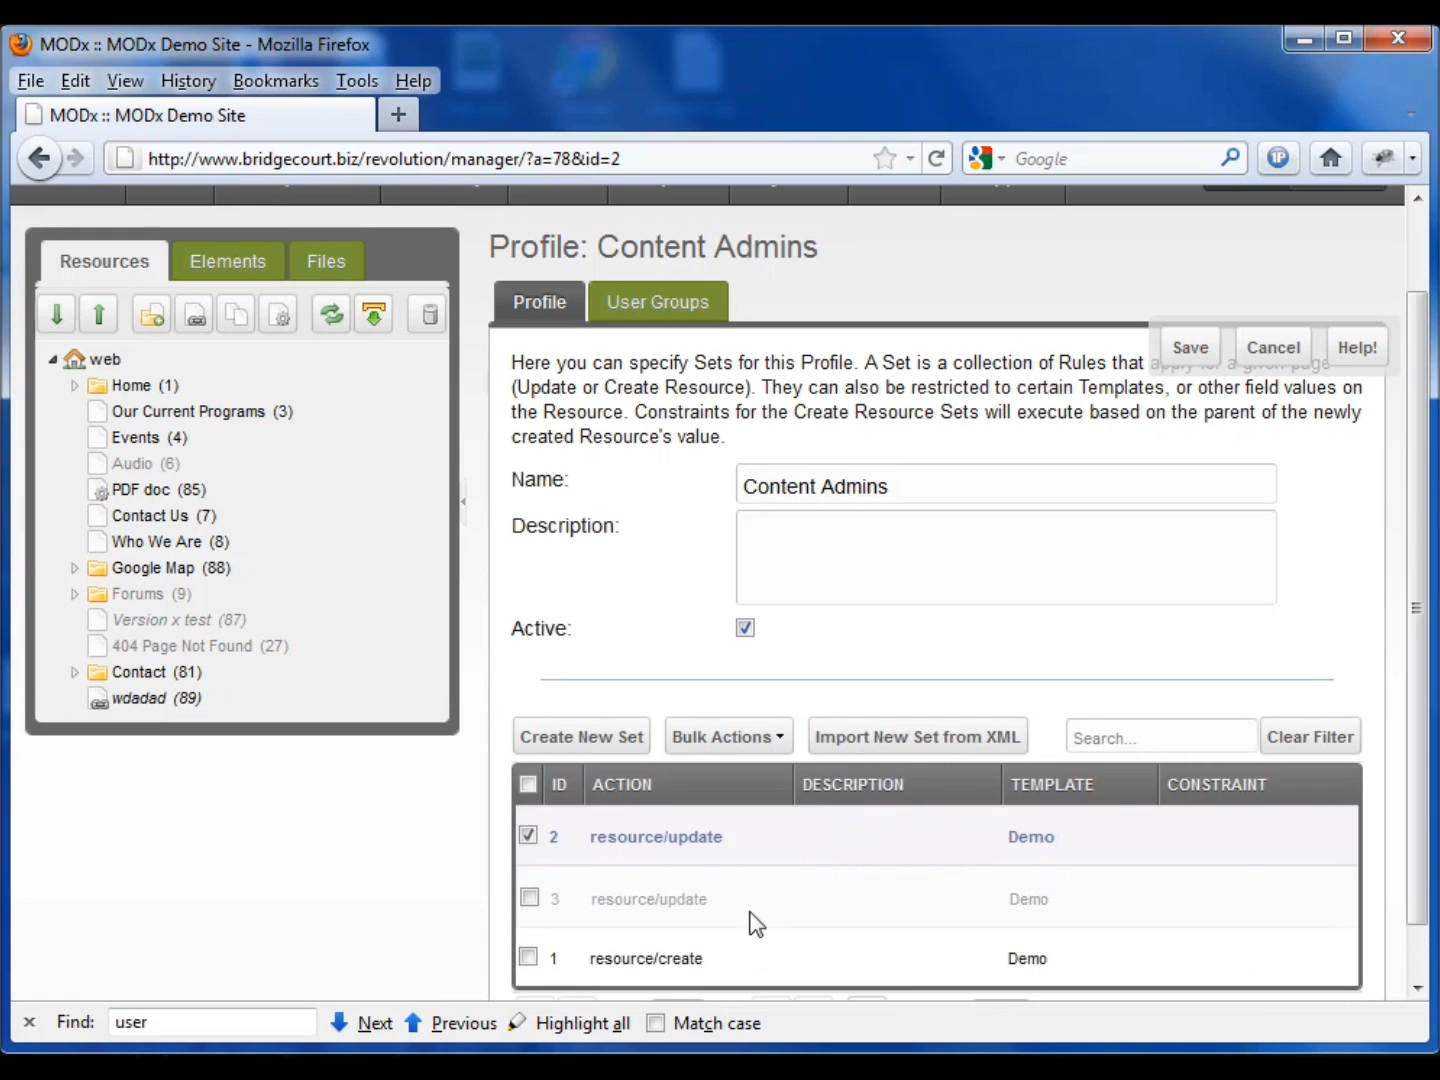 MODx :: MODx Demo Site - Mozilla Firefox
File Edit View History Bookmarks Tools Help
MODx :: MODx Demo Site
http://www.bridgecourt.biz/revolution/manager/?a=78&id=2
Google
Resources Elements Files
web
Home (1)
Our Current Programs (3)
Events (4)
Audio (6)
PDF doc (85)
Contact Us (7)
Who We Are (8)
Google Map (88)
Forums (9)
Version x test (87)
404 Page Not Found (27)
Contact (81)
wdadad (89)
Profile: Content Admins
Profile User Groups
Save Cancel Help!
Here you can specify Sets for this Profile. A Set is a collection of Rules that apply for a given page
(Update or Create Resource). They can also be restricted to certain Templates, or other field values on
the Resource. Constraints for the Create Resource Sets will execute based on the parent of the newly
created Resource's value.
Name: Content Admins
Description:
Active:
Create New Set Bulk Actions Import New Set from XML Search... Clear Filter
ID ACTION DESCRIPTION TEMPLATE CONSTRAINT
2 resource/update Demo
3 resource/update Demo
1 resource/create Demo
Find: user Next Previous Highlight all Match case